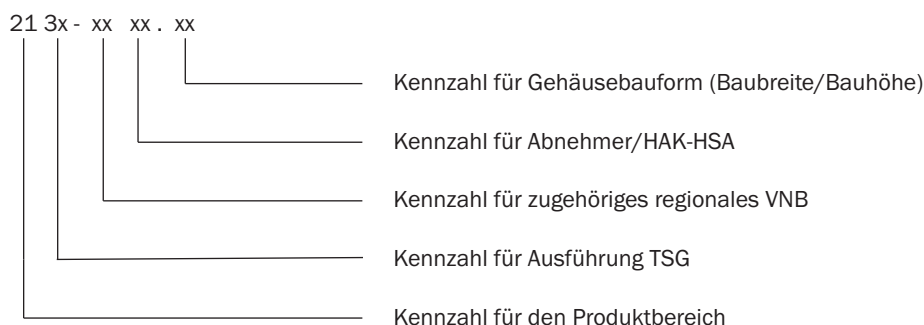 21 3x - xx xx . xx
Kennzahl für Gehäusebauform (Baubreite/Bauhöhe)
Kennzahl für Abnehmer/HAK-HSA
Kennzahl für zugehöriges regionales VNB
Kennzahl für Ausführung TSG
Kennzahl für den Produktbereich